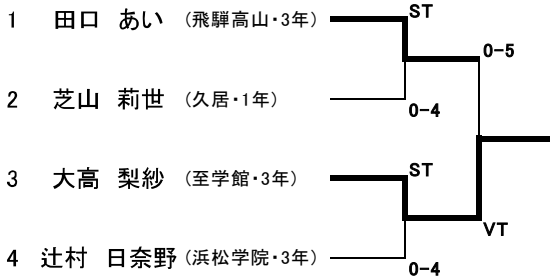 1 田口 あい (飛騨高山・3年) ST
0-5
2 芝山 莉世 (久居・1年) 0-4
3 大高 梨紗 (至学館・3年) ST
VT
4 辻村 日奈野 (浜松学院・3年) 0-4